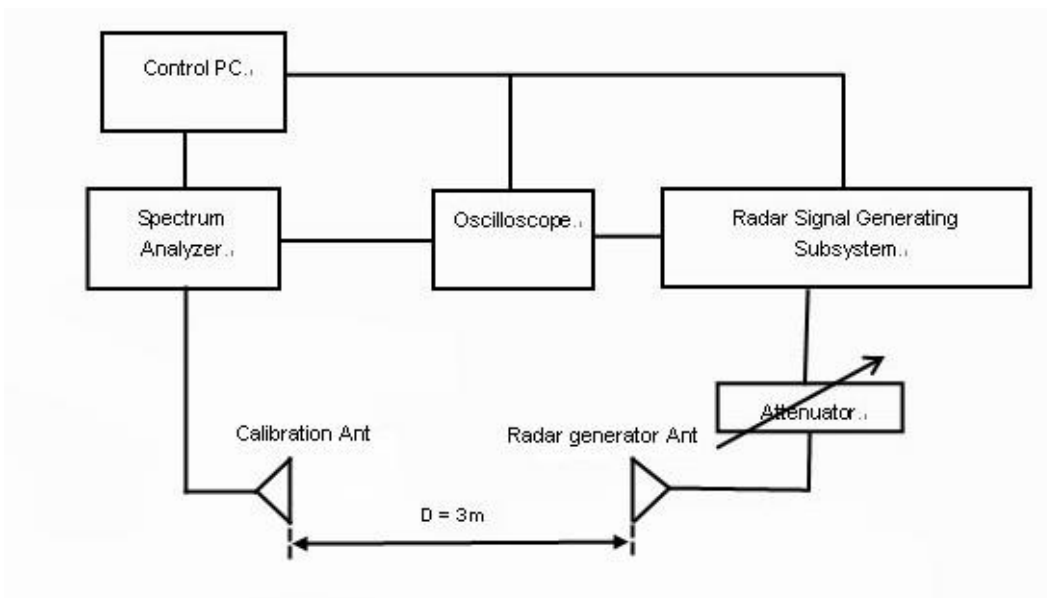 Control PC.
Spectrum
Analyzer.
Oscilloscope.
Radar Signal Generating
Subsystem.
Attenuator.
Calibration Ant
Radar generator Ant
D = 3m